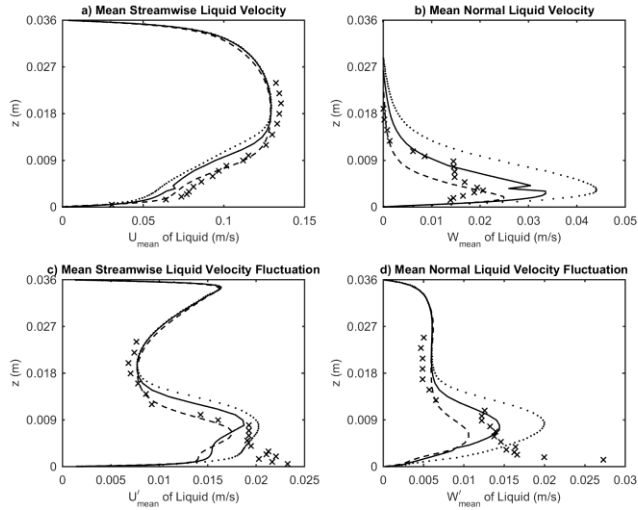 a) Mean Streamwise Liquid Velocity
0.036
0.027
0.018
0.009
0
z (m)
0 0.05 0.1 0.15
U_mean of Liquid (m/s)
b) Mean Normal Liquid Velocity
0.036
0.027
0.018
0.009
0
z (m)
0 0.01 0.02 0.03 0.04 0.05
W_mean of Liquid (m/s)
c) Mean Streamwise Liquid Velocity Fluctuation
0.036
0.027
0.018
0.009
0
z (m)
0 0.005 0.01 0.015 0.02 0.025
U'_mean of Liquid (m/s)
d) Mean Normal Liquid Velocity Fluctuation
0.036
0.027
0.018
0.009
0
z (m)
0 0.005 0.01 0.015 0.02 0.025 0.03
W'_mean of Liquid (m/s)